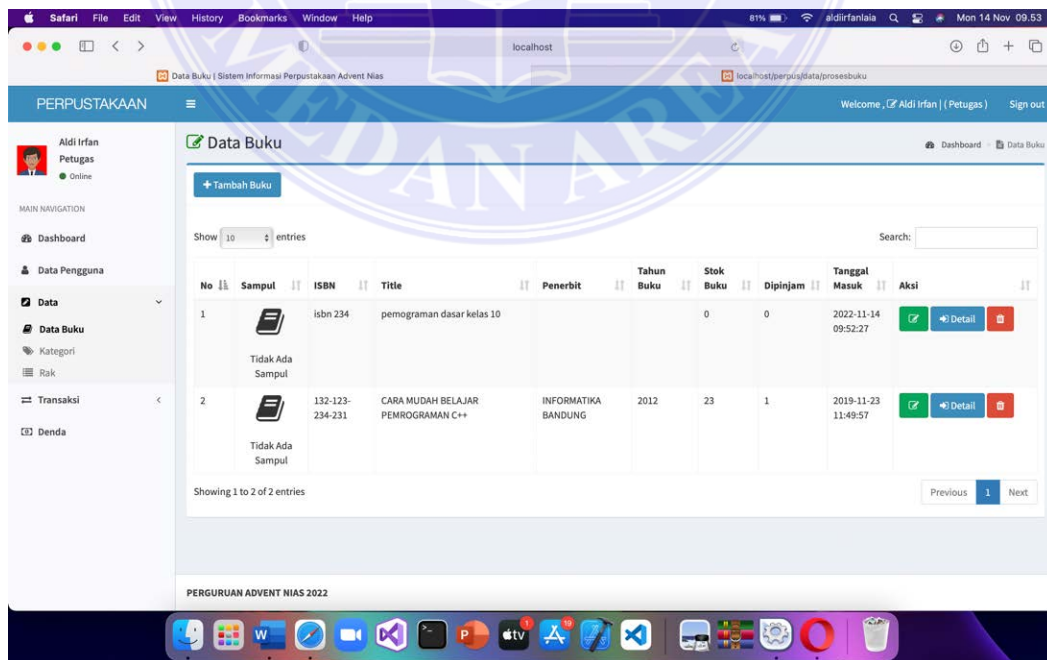 Safari File Edit View History Bookmarks Window Help 81% aldiirfanlaia Mon 14 Nov 09.53
localhost
Data Buku | Sistem Informasi Perpustakaan Advent Nias localhost/perpus/data/prosesbuku
PERPUSTAKAAN Welcome , Aldi Irfan | ( Petugas ) Sign out
Aldi Irfan
Petugas
Online
MAIN NAVIGATION
Dashboard
Data Pengguna
Data
Data Buku
Kategori
Rak
Transaksi
Denda
Data Buku
Dashboard Data Buku
+ Tambah Buku
Show 10 entries Search:
No Sampul ISBN Title Penerbit Tahun Buku Stok Buku Dipinjam Tanggal Masuk Aksi
1 isbn 234 pemograman dasar kelas 10 0 0 2022-11-14 Detail
09:52:27
Tidak Ada
Sampul
2 132-123- CARA MUDAH BELAJAR INFORMATIKA 2012 23 1 2019-11-23 Detail
234-231 PEMROGRAMAN C++ BANDUNG 11:49:57
Tidak Ada
Sampul
Showing 1 to 2 of 2 entries Previous 1 Next
PERGURUAN ADVENT NIAS 2022
MEDAN AREA
W P tv 1 19